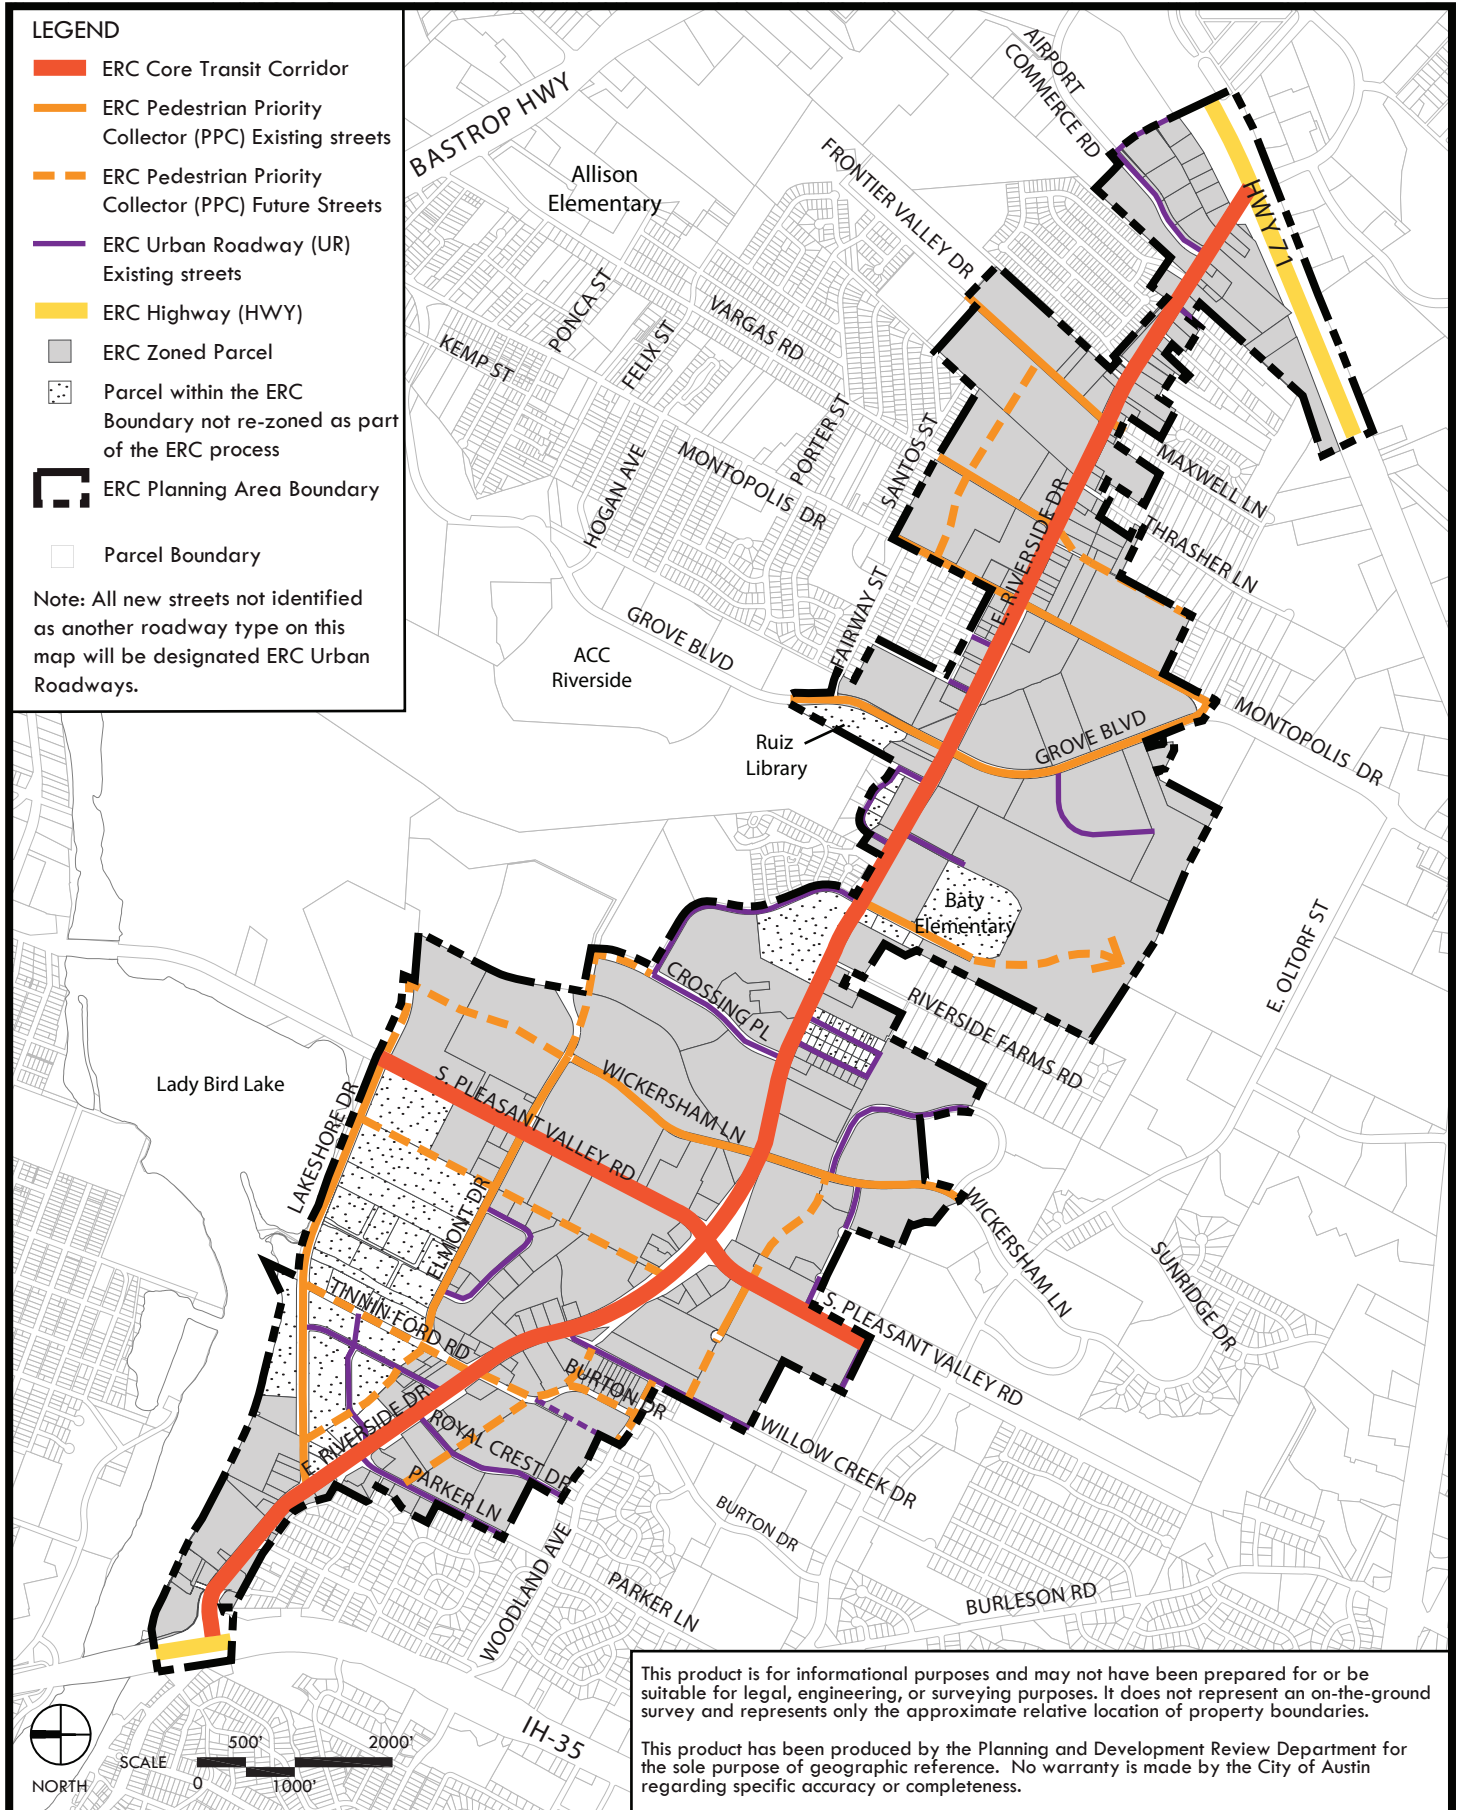 LEGEND
ERC Core Transit Corridor
ERC Pedestrian Priority
Collector (PPC) Existing streets
ERC Pedestrian Priority
Collector (PPC) Future Streets
ERC Urban Roadway (UR)
Existing streets
ERC Highway (HWY)
ERC Zoned Parcel
Parcel within the ERC
Boundary not re-zoned as part
of the ERC process
ERC Planning Area Boundary
Parcel Boundary
Note: All new streets not identified
as another roadway type on this
map will be designated ERC Urban
Roadways.
AIRPORT
COMMERCE RD
BASTROP HWY
Allison
Elementary
FRONTIER VALLEY DR
HWY 71
PONCA ST
VARGAS RD
KEMP ST
FELIX ST
PORTER ST
SANTOS ST
MONTOPOLIS DR
HOGAN AVE
MAXWELL LN
THRASHER LN
E. RIVERSIDE DR
FAIRWAY ST
GROVE BLVD
ACC
Riverside
Ruiz
Library
GROVE BLVD
MONTOPOLIS DR
Baty
Elementary
E. OLTORF ST
CROSSING PL
RIVERSIDE FARMS RD
Lady Bird Lake
LAKESHORE DR
S. PLEASANT VALLEY RD
WICKERSHAM LN
ELMONT DR
WICKERSHAM LN
SUNRIDGE DR
TINNIN FORD RD
S. PLEASANT VALLEY RD
BURTON DR
E. RIVERSIDE DR
ROYAL CREST DR
WILLOW CREEK DR
PARKER LN
BURTON DR
WOODLAND AVE
PARKER LN
BURLESON RD
IH-35
NORTH
SCALE
500'
2000'
0
1000'
This product is for informational purposes and may not have been prepared for or be
suitable for legal, engineering, or surveying purposes. It does not represent an on-the-ground
survey and represents only the approximate relative location of property boundaries.
This product has been produced by the Planning and Development Review Department for
the sole purpose of geographic reference.  No warranty is made by the City of Austin
regarding specific accuracy or completeness.